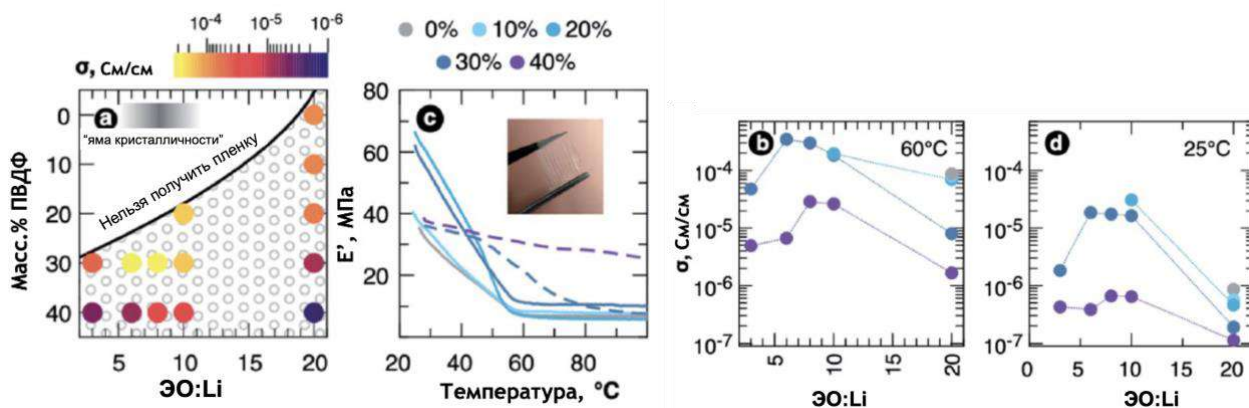 10⁻⁴ 10⁻⁵ 10⁻⁶
σ, См/см
a
"яма кристалличности"
Нельзя получить пленку
0
10
20
30
40
Масс.% ПВДФ
5 10 15 20
ЭО:Li
0% 10% 20%
30% 40%
c
80
60
40
20
E', МПа
20 40 60 80
Температура, °C
b
60°C
10⁻⁴
10⁻⁵
10⁻⁶
10⁻⁷
σ, См/см
5 10 15 20
ЭО:Li
d
25°C
10⁻⁴
10⁻⁵
10⁻⁶
10⁻⁷
0 5 10 15 20
ЭО:Li